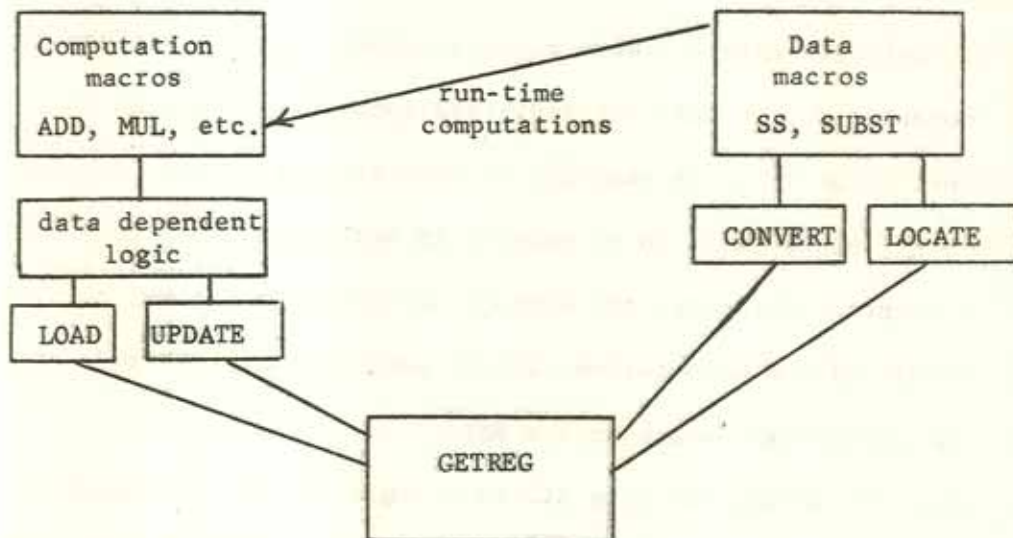 Computation
macros
ADD, MUL, etc.
run-time
computations
Data
macros
SS, SUBST
data dependent
logic
CONVERT
LOCATE
LOAD
UPDATE
GETREG